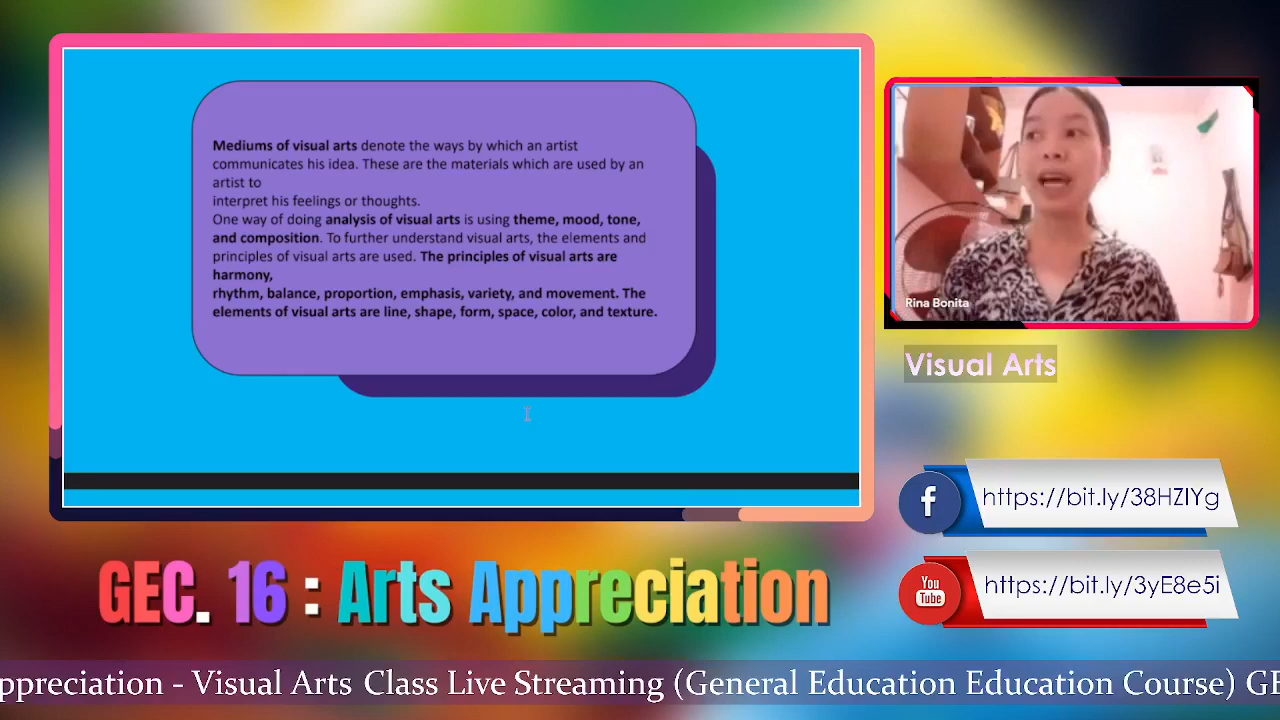 Mediums of visual arts denote the ways by which an artist
communicates his idea. These are the materials which are used by an
artist to
interpret his feelings or thoughts.
One way of doing analysis of visual arts is using theme, mood, tone,
and composition. To further understand visual arts, the elements and
principles of visual arts are used. The principles of visual arts are
harmony,
rhythm, balance, proportion, emphasis, variety, and movement. The
elements of visual arts are line, shape, form, space, color, and texture.
Rina Bonita
Visual Arts
f
https://bit.ly/38HZIYg
You
Tube
https://bit.ly/3yE8e5i
GEC. 16 : Arts Appreciation
ppreciation - Visual Arts Class Live Streaming (General Education Education Course) GE